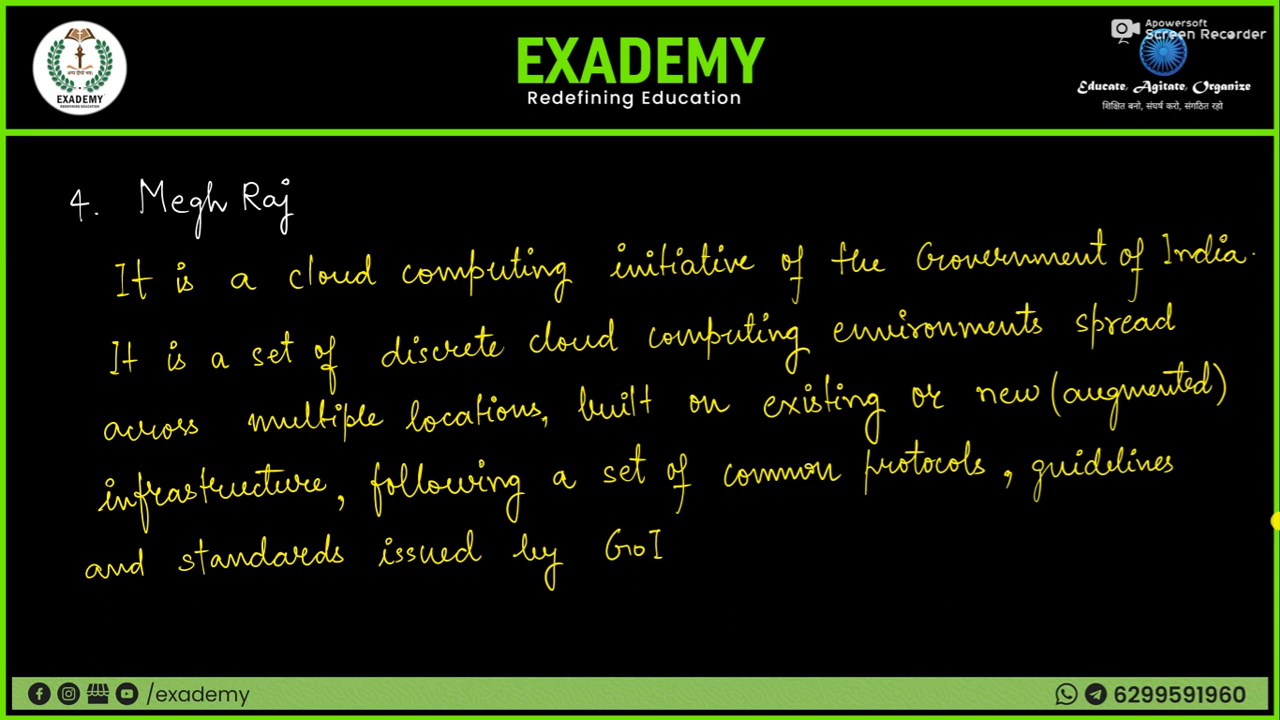 EXADEMY
REDEFINING EDUCATION
EXADEMY
Redefining Education
Apowersoft
Screen Recorder
Educate, Agitate, Organize
शिक्षित बनो, संघर्ष करो, संगठित रहो
4. Megh Raj
It is a cloud computing initiative of the Government of India.
It is a set of discrete cloud computing environments spread
across multiple locations, built on existing or new (augmented)
infrastructure, following a set of common protocols, guidelines
and standards issued by GoI
/exademy
6299591960